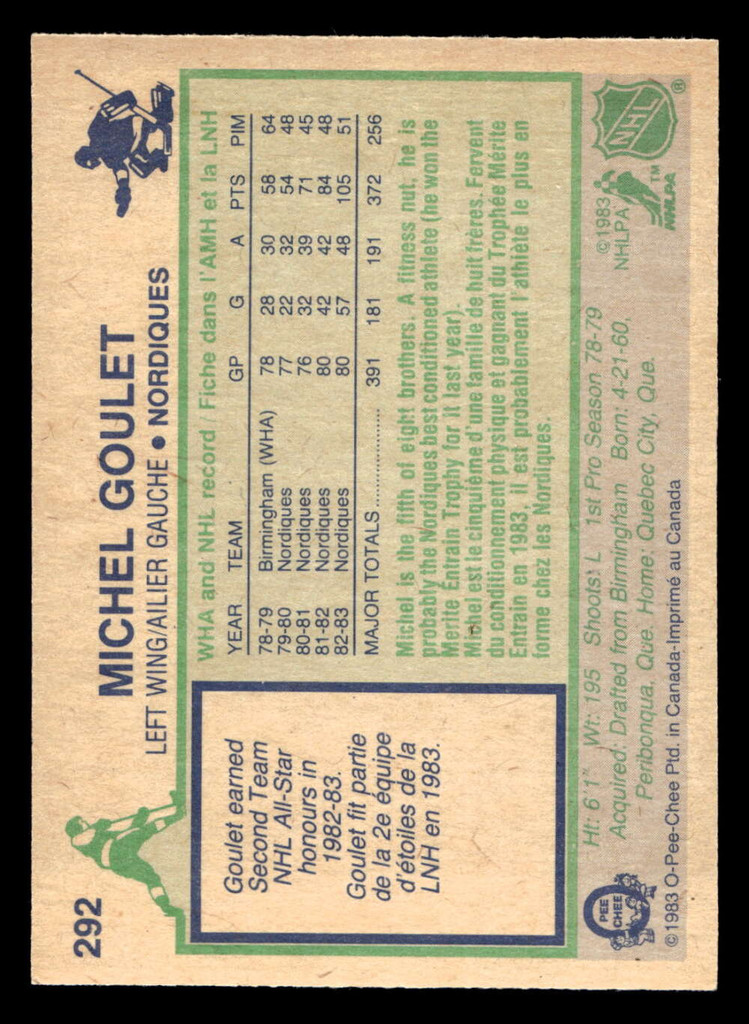 292
MICHEL GOULET
LEFT WING/AILIER GAUCHE • NORDIQUES
Goulet earned
Second Team
NHL All-Star
honours in
1982-83.
Goulet fit partie
de la 2e équipe
d'étoiles de la
LNH en 1983.
WHA and NHL record / Fiche dans l'AMH et la LNH
YEAR TEAM GP G A PTS PIM
78-79 Birmingham (WHA) 78 28 30 58 64
79-80 Nordiques 77 22 32 54 48
80-81 Nordiques 76 32 39 71 45
81-82 Nordiques 80 42 42 84 48
82-83 Nordiques 80 57 48 105 51
MAJOR TOTALS .................... 391 181 191 372 256
Michel is the fifth of eight brothers. A fitness nut, he is
probably the Nordiques best conditioned athlete (he won the
Merite Entrain Trophy for it last year).
Michel est le cinquième d'une famille de huit frères. Fervent
du conditionnement physique et gagnant du Trophée Mérite
Entrain en 1983, il est probablement l'athlète le plus en
forme chez les Nordiques.
Ht: 6'1" Wt: 195 Shoots: L 1st Pro Season 78-79
Acquired: Drafted from Birmingham Born: 4-21-60,
Peribonqua, Que. Home: Quebec City, Que.
© 1983
NHLPA
NHLPA™
NHL®
O
PEE
CHEE
© 1983 O-Pee-Chee Ptd. in Canada-Imprimé au Canada